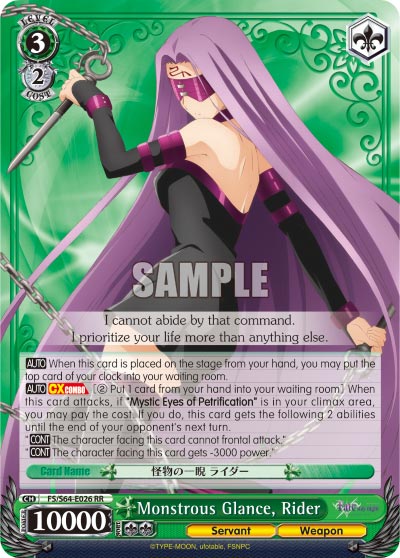 LEVEL
3
2
COST
SAMPLE
I cannot abide by that command.
I prioritize your life more than anything else.
AUTO When this card is placed on the stage from your hand, you may put the
top card of your clock into your waiting room.
AUTO CXCOMBO [② Put 1 card from your hand into your waiting room] When
this card attacks, if "Mystic Eyes of Petrification" is in your climax area,
you may pay the cost. If you do, this card gets the following 2 abilities
until the end of your opponent's next turn.
"CONT The character facing this card cannot frontal attack."
"CONT The character facing this card gets -3000 power."
Card Name
怪物の一睨 ライダー
CH FS/S64-E026 RR
POWER
10000
Monstrous Glance, Rider
Servant
Weapon
©TYPE-MOON, ufotable, FSNPC